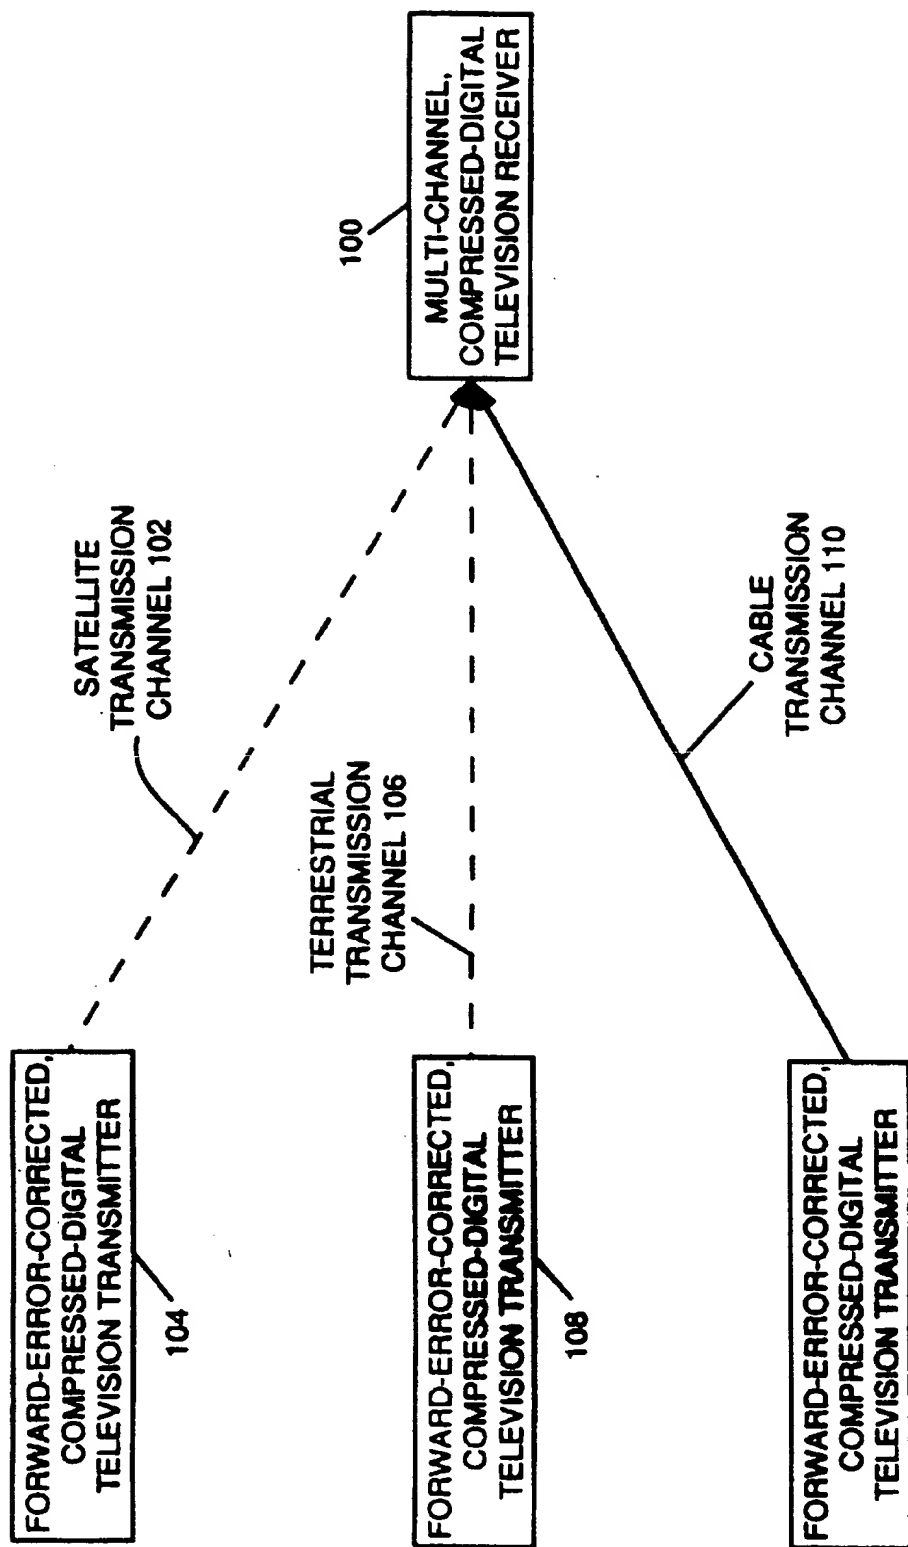 FORWARD-ERROR-CORRECTED,
COMPRESSED-DIGITAL
TELEVISION TRANSMITTER
104
SATELLITE
TRANSMISSION
CHANNEL 102
FORWARD-ERROR-CORRECTED,
COMPRESSED-DIGITAL
TELEVISION TRANSMITTER
108
TERRESTRIAL
TRANSMISSION
CHANNEL 106
100
MULTI-CHANNEL,
COMPRESSED-DIGITAL
TELEVISION RECEIVER
FORWARD-ERROR-CORRECTED,
COMPRESSED-DIGITAL
TELEVISION TRANSMITTER
CABLE
TRANSMISSION
CHANNEL 110